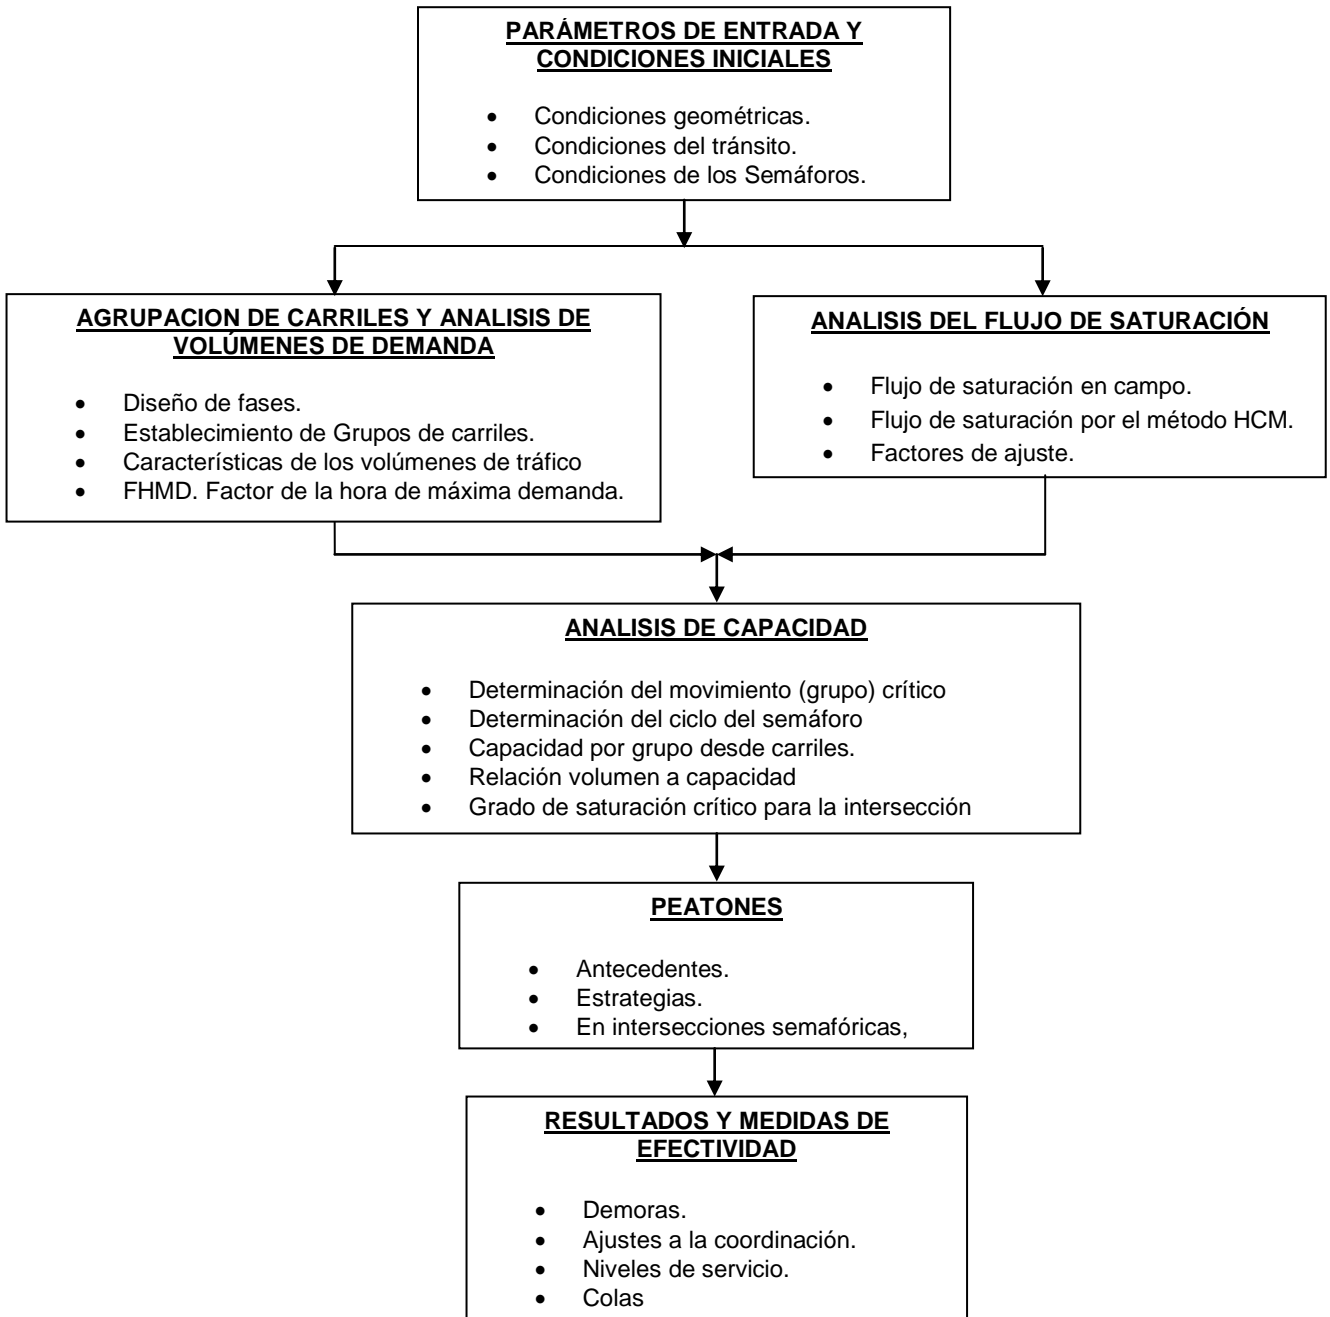 PARÁMETROS DE ENTRADA Y
CONDICIONES INICIALES
• Condiciones geométricas.
• Condiciones del tránsito.
• Condiciones de los Semáforos.
AGRUPACION DE CARRILES Y ANALISIS DE
VOLÚMENES DE DEMANDA
• Diseño de fases.
• Establecimiento de Grupos de carriles.
• Características de los volúmenes de tráfico
• FHMD. Factor de la hora de máxima demanda.
ANALISIS DEL FLUJO DE SATURACIÓN
• Flujo de saturación en campo.
• Flujo de saturación por el método HCM.
• Factores de ajuste.
ANALISIS DE CAPACIDAD
• Determinación del movimiento (grupo) crítico
• Determinación del ciclo del semáforo
• Capacidad por grupo desde carriles.
• Relación volumen a capacidad
• Grado de saturación crítico para la intersección
PEATONES
• Antecedentes.
• Estrategias.
• En intersecciones semafóricas,
RESULTADOS Y MEDIDAS DE
EFECTIVIDAD
• Demoras.
• Ajustes a la coordinación.
• Niveles de servicio.
• Colas